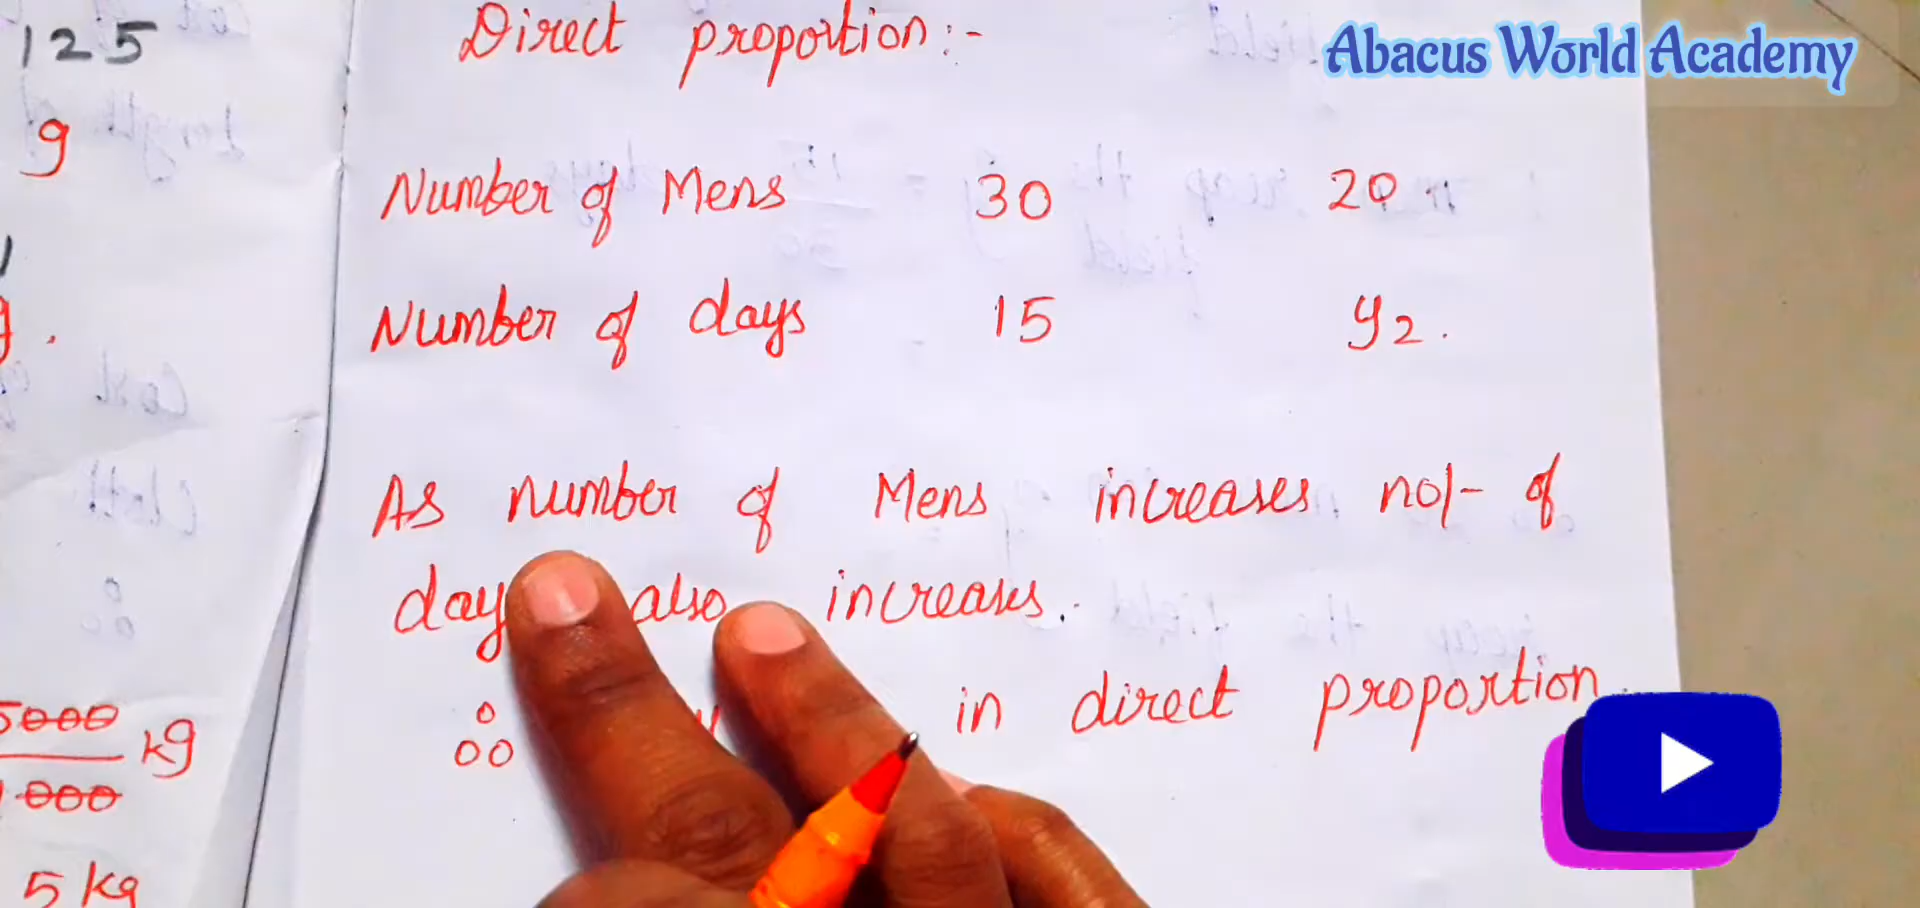 125
9
Direct proportion:-
Abacus World Academy
Number of Mens 30 20
Number of days 15 y2.
As number of Mens increases no/- of
day also increases.
in direct proportion.
5000 kg
1000
5 kg